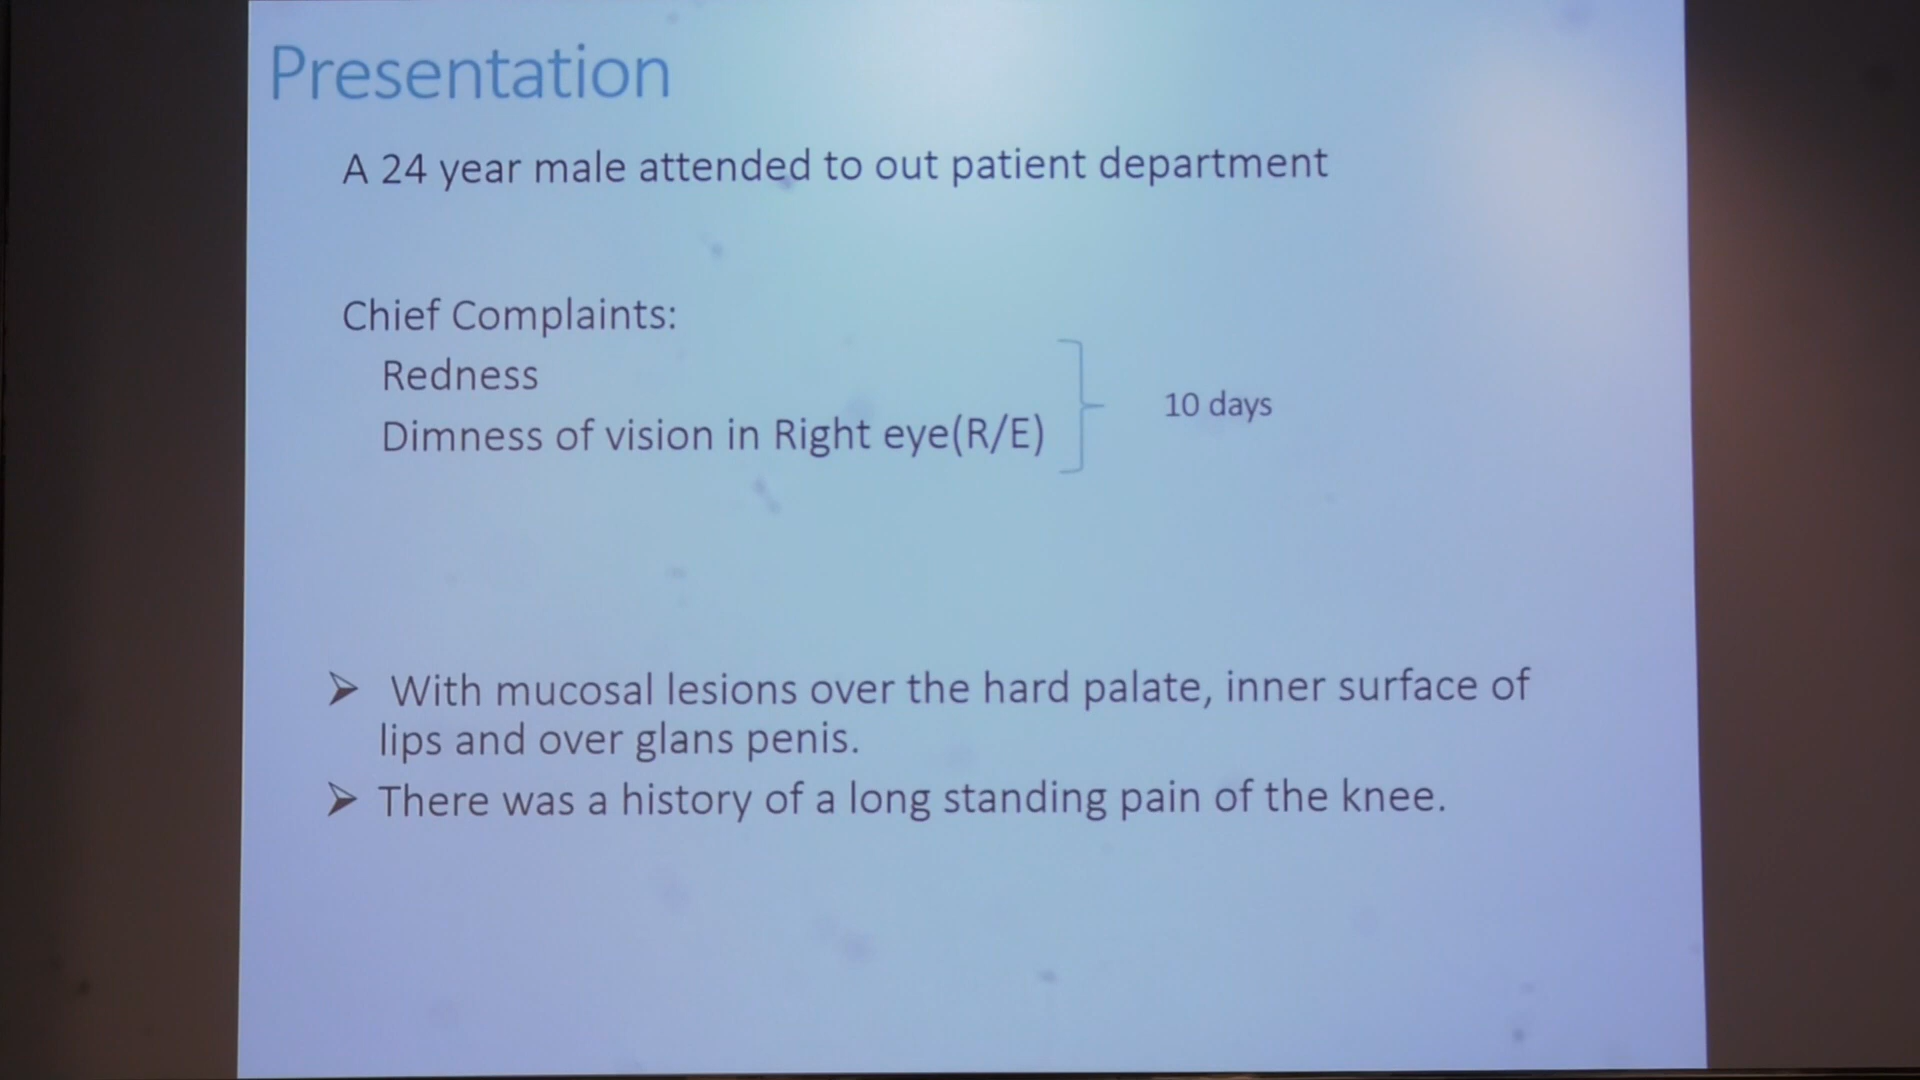 Presentation
A 24 year male attended to out patient department
Chief Complaints:
Redness
Dimness of vision in Right eye(R/E)
10 days
With mucosal lesions over the hard palate, inner surface of
lips and over glans penis.
There was a history of a long standing pain of the knee.